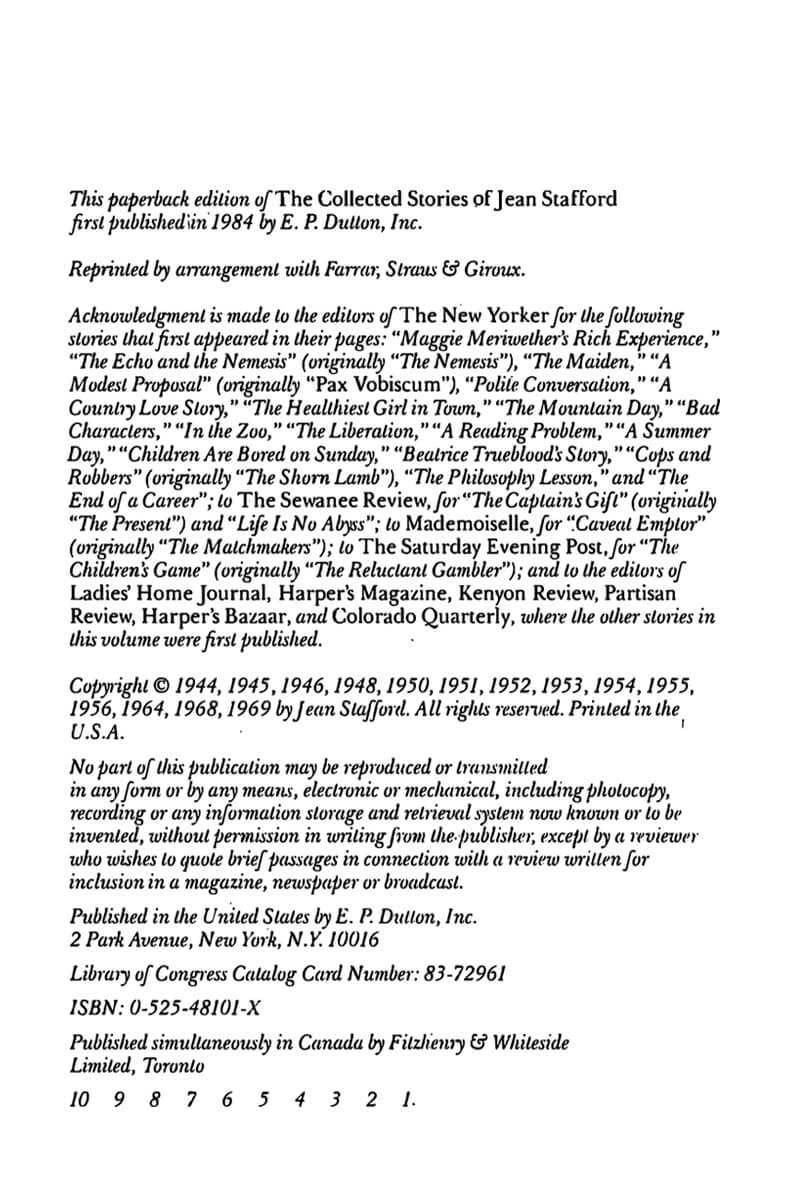 This paperback edition of The Collected Stories of Jean Stafford
first published in 1984 by E. P. Dutton, Inc.
Reprinted by arrangement with Farrar, Straus & Giroux.
Acknowledgment is made to the editors of The New Yorker for the following
stories that first appeared in their pages: “Maggie Meriwether's Rich Experience,”
“The Echo and the Nemesis” (originally “The Nemesis”), “The Maiden,” “A
Modest Proposal” (originally “Pax Vobiscum”), “Polite Conversation,” “A
Country Love Story,” “The Healthiest Girl in Town,” “The Mountain Day,” “Bad
Characters,” “In the Zoo,” “The Liberation,” “A Reading Problem,” “A Summer
Day,” “Children Are Bored on Sunday,” “Beatrice Trueblood's Story,” “Cops and
Robbers” (originally “The Shorn Lamb”), “The Philosophy Lesson,” and “The
End of a Career”; to The Sewanee Review, for “The Captain's Gift” (originally
“The Present”) and “Life Is No Abyss”; to Mademoiselle, for “Caveat Emptor”
(originally “The Matchmakers”); to The Saturday Evening Post, for “The
Children's Game” (originally “The Reluctant Gambler”); and to the editors of
Ladies' Home Journal, Harper's Magazine, Kenyon Review, Partisan
Review, Harper's Bazaar, and Colorado Quarterly, where the other stories in
this volume were first published.
Copyright © 1944, 1945, 1946, 1948, 1950, 1951, 1952, 1953, 1954, 1955,
1956, 1964, 1968, 1969 by Jean Stafford. All rights reserved. Printed in the
U.S.A.
No part of this publication may be reproduced or transmitted
in any form or by any means, electronic or mechanical, including photocopy,
recording or any information storage and retrieval system now known or to be
invented, without permission in writing from the publisher, except by a reviewer
who wishes to quote brief passages in connection with a review written for
inclusion in a magazine, newspaper or broadcast.
Published in the United States by E. P. Dutton, Inc.
2 Park Avenue, New York, N.Y. 10016
Library of Congress Catalog Card Number: 83-72961
ISBN: 0-525-48101-X
Published simultaneously in Canada by Fitzhenry & Whiteside
Limited, Toronto
10 9 8 7 6 5 4 3 2 1